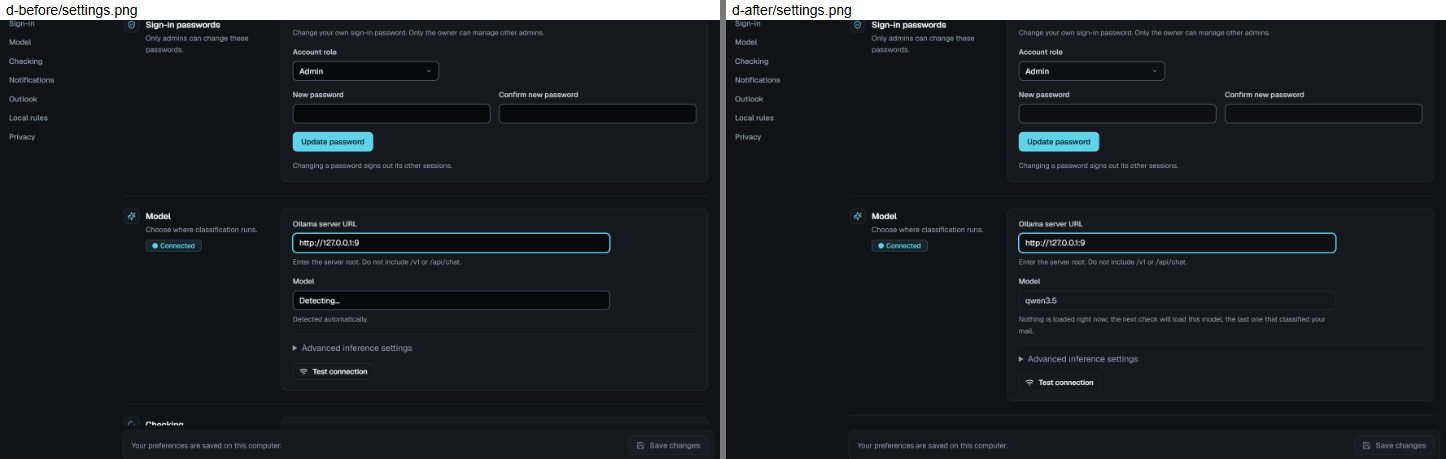 d-before/settings.png
Sign-in
Model
Checking
Notifications
Outlook
Local rules
Privacy
Sign-in passwords
Only admins can change these
passwords.
Change your own sign-in password. Only the owner can manage other admins.
Account role
Admin
New password
Confirm new password
Update password
Changing a password signs out its other sessions.
Model
Choose where classification runs.
Connected
Ollama server URL
http://127.0.0.1:9
Enter the server root. Do not include /v1 or /api/chat.
Model
Detecting...
Detected automatically.
Advanced inference settings
Test connection
Checking
Your preferences are saved on this computer.
Save changes
d-after/settings.png
Sign-in
Model
Checking
Notifications
Outlook
Local rules
Privacy
Sign-in passwords
Only admins can change these
passwords.
Change your own sign-in password. Only the owner can manage other admins.
Account role
Admin
New password
Confirm new password
Update password
Changing a password signs out its other sessions.
Model
Choose where classification runs.
Connected
Ollama server URL
http://127.0.0.1:9
Enter the server root. Do not include /v1 or /api/chat.
Model
qwen3.5
Nothing is loaded right now; the next check will load this model, the last one that classified your
mail.
Advanced inference settings
Test connection
Your preferences are saved on this computer.
Save changes